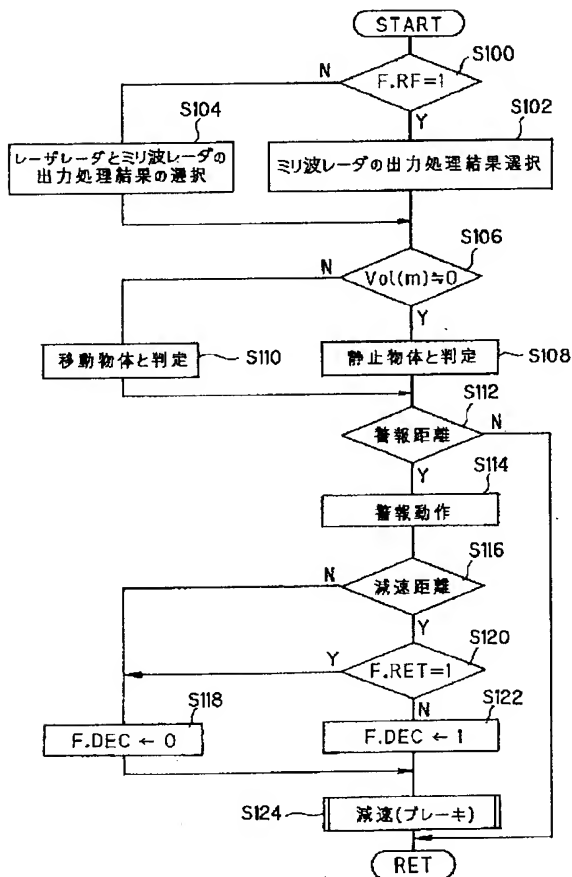 START
S100
N
F.RF=1
S104
Y
S102
レーザレーダとミリ波レーダの
出力処理結果の選択
ミリ波レーダの出力処理結果選択
S106
N
Vol(m)≒0
Y
移動物体と判定
S110
静止物体と判定
S108
S112
警報距離
N
Y
S114
警報動作
S116
N
減速距離
Y
S120
Y
F.RET=1
S118
N
S122
F.DEC ← 0
F.DEC ← 1
S124
減速(ブレーキ)
RET